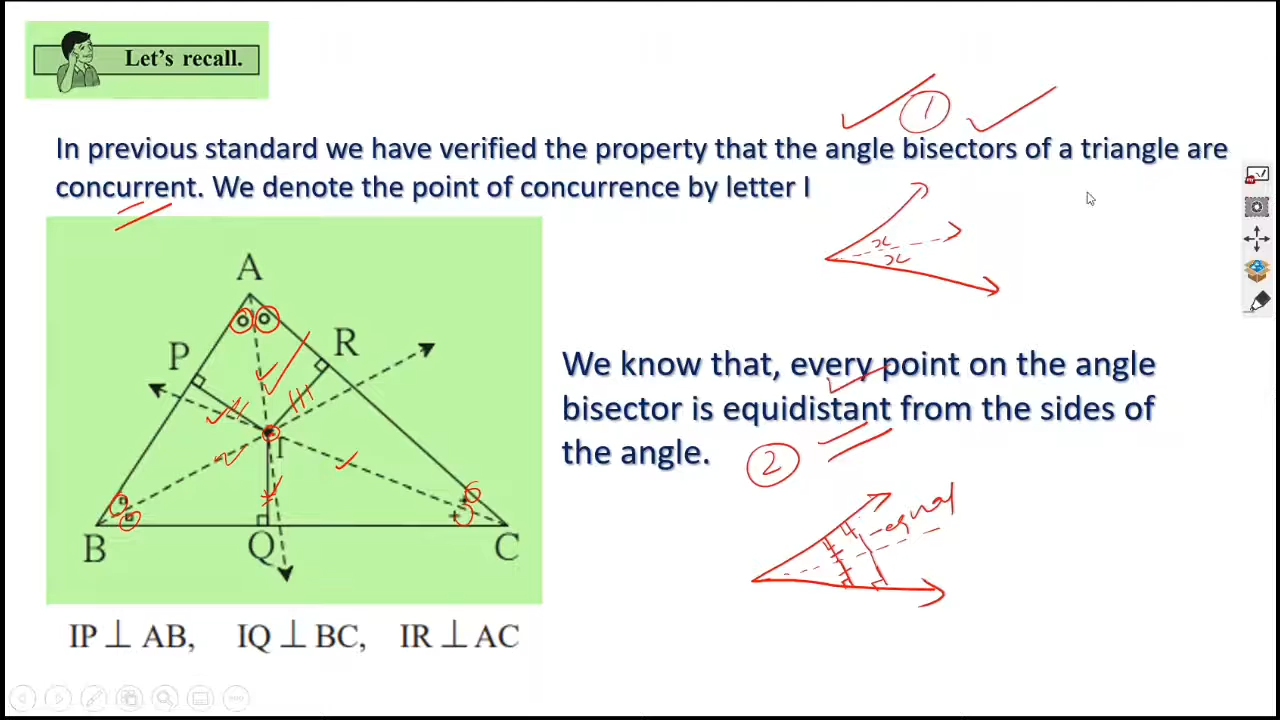 Let's recall.
1
In previous standard we have verified the property that the angle bisectors of a triangle are
concurrent. We denote the point of concurrence by letter I
x
x
A
P
R
I
B
Q
C
We know that, every point on the angle
bisector is equidistant from the sides of
the angle.
2
equal
IP ⊥ AB, IQ ⊥ BC, IR ⊥ AC